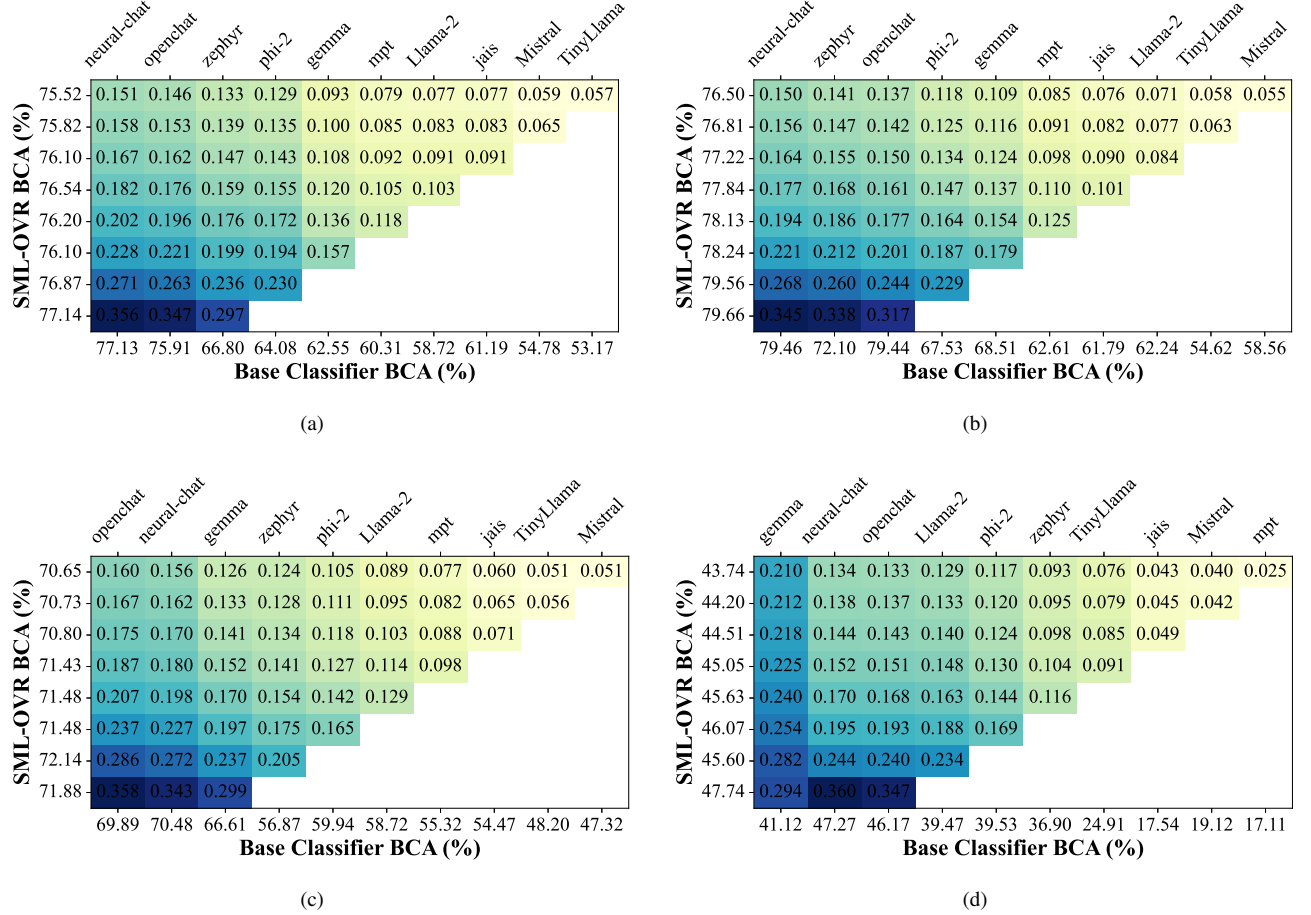 neural-chat openchat zephyr phi-2 gemma mpt Llama-2 jais Mistral TinyLlama
75.52 0.151 0.146 0.133 0.129 0.093 0.079 0.077 0.077 0.059 0.057
75.82 0.158 0.153 0.139 0.135 0.100 0.085 0.083 0.083 0.065
76.10 0.167 0.162 0.147 0.143 0.108 0.092 0.091 0.091
76.54 0.182 0.176 0.159 0.155 0.120 0.105 0.103
76.20 0.202 0.196 0.176 0.172 0.136 0.118
76.10 0.228 0.221 0.199 0.194 0.157
76.87 0.271 0.263 0.236 0.230
77.14 0.356 0.347 0.297
SML-OVR BCA (%)
77.13 75.91 66.80 64.08 62.55 60.31 58.72 61.19 54.78 53.17
Base Classifier BCA (%)
(a)
neural-chat zephyr openchat phi-2 gemma mpt jais Llama-2 TinyLlama Mistral
76.50 0.150 0.141 0.137 0.118 0.109 0.085 0.076 0.071 0.058 0.055
76.81 0.156 0.147 0.142 0.125 0.116 0.091 0.082 0.077 0.063
77.22 0.164 0.155 0.150 0.134 0.124 0.098 0.090 0.084
77.84 0.177 0.168 0.161 0.147 0.137 0.110 0.101
78.13 0.194 0.186 0.177 0.164 0.154 0.125
78.24 0.221 0.212 0.201 0.187 0.179
79.56 0.268 0.260 0.244 0.229
79.66 0.345 0.338 0.317
SML-OVR BCA (%)
79.46 72.10 79.44 67.53 68.51 62.61 61.79 62.24 54.62 58.56
Base Classifier BCA (%)
(b)
openchat neural-chat gemma zephyr phi-2 Llama-2 mpt jais TinyLlama Mistral
70.65 0.160 0.156 0.126 0.124 0.105 0.089 0.077 0.060 0.051 0.051
70.73 0.167 0.162 0.133 0.128 0.111 0.095 0.082 0.065 0.056
70.80 0.175 0.170 0.141 0.134 0.118 0.103 0.088 0.071
71.43 0.187 0.180 0.152 0.141 0.127 0.114 0.098
71.48 0.207 0.198 0.170 0.154 0.142 0.129
71.48 0.237 0.227 0.197 0.175 0.165
72.14 0.286 0.272 0.237 0.205
71.88 0.358 0.343 0.299
SML-OVR BCA (%)
69.89 70.48 66.61 56.87 59.94 58.72 55.32 54.47 48.20 47.32
Base Classifier BCA (%)
(c)
gemma neural-chat openchat Llama-2 phi-2 zephyr TinyLlama jais Mistral mpt
43.74 0.210 0.134 0.133 0.129 0.117 0.093 0.076 0.043 0.040 0.025
44.20 0.212 0.138 0.137 0.133 0.120 0.095 0.079 0.045 0.042
44.51 0.218 0.144 0.143 0.140 0.124 0.098 0.085 0.049
45.05 0.225 0.152 0.151 0.148 0.130 0.104 0.091
45.63 0.240 0.170 0.168 0.163 0.144 0.116
46.07 0.254 0.195 0.193 0.188 0.169
45.60 0.282 0.244 0.240 0.234
47.74 0.294 0.360 0.347
SML-OVR BCA (%)
41.12 47.27 46.17 39.47 39.53 36.90 24.91 17.54 19.12 17.11
Base Classifier BCA (%)
(d)